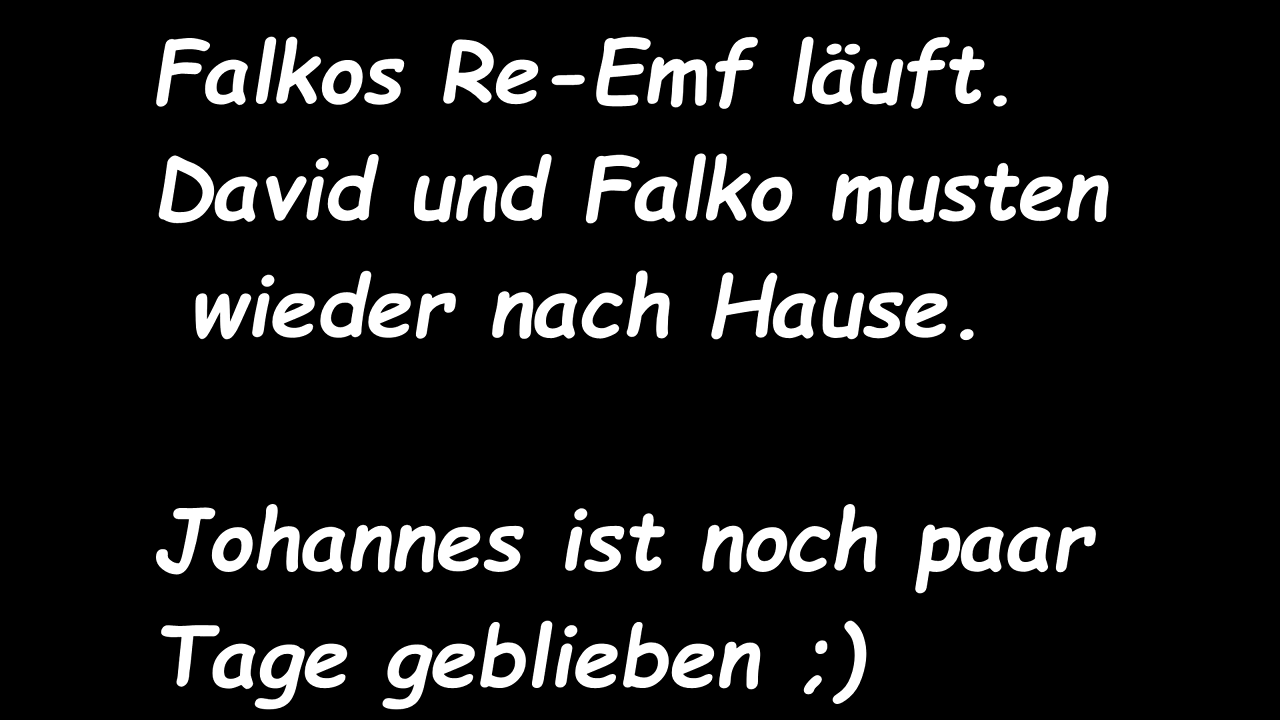 Falkos Re-Emf läuft.
David und Falko musten
wieder nach Hause.
Johannes ist noch paar
Tage geblieben ;)